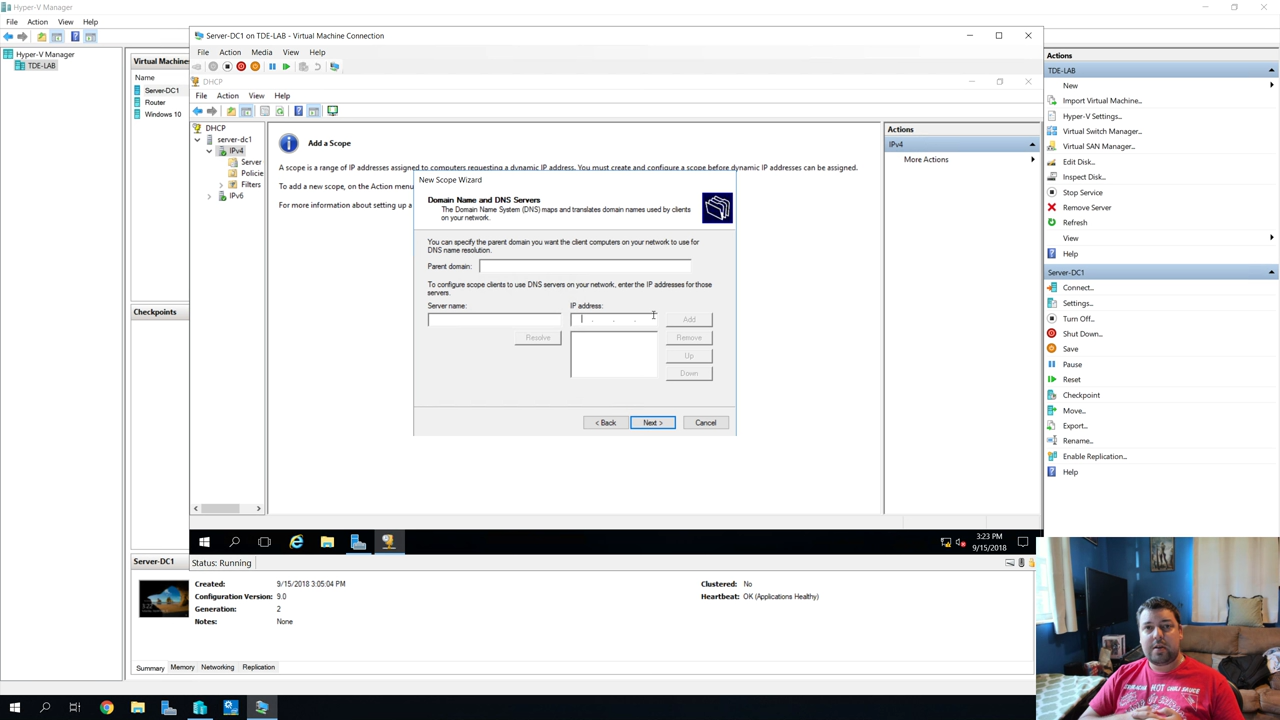 Hyper-V Manager
File Action View Help
Hyper-V Manager
TDE-LAB
Virtual Machine
Name
Server-DC1
Router
Windows 10
Checkpoints
Server-DC1 on TDE-LAB - Virtual Machine Connection
File Action Media View Help
DHCP
File Action View Help
DHCP
server-dc1
IPv4
Server
Policie
Filters
IPv6
Add a Scope
A scope is a range of IP addresses assigned to computers requesting a dynamic IP address. You must create and configure a scope before dynamic IP addresses can be assigned.
To add a new scope, on the Action menu
For more information about setting up a
New Scope Wizard
Domain Name and DNS Servers
The Domain Name System (DNS) maps and translates domain names used by clients
on your network.
You can specify the parent domain you want the client computers on your network to use for
DNS name resolution.
Parent domain:
To configure scope clients to use DNS servers on your network, enter the IP addresses for those
servers.
Server name: IP address:
Add
Resolve Remove
Up
Down
< Back Next > Cancel
Actions
IPv4
More Actions
3:23 PM
9/15/2018
Status: Running
Server-DC1
Created: 9/15/2018 3:05:04 PM Clustered: No
Configuration Version: 9.0 Heartbeat: OK (Applications Healthy)
Generation: 2
Notes: None
Summary Memory Networking Replication
Actions
TDE-LAB
New
Import Virtual Machine...
Hyper-V Settings...
Virtual Switch Manager...
Virtual SAN Manager...
Edit Disk...
Inspect Disk...
Stop Service
Remove Server
Refresh
View
Help
Server-DC1
Connect...
Settings...
Turn Off...
Shut Down...
Save
Pause
Reset
Checkpoint
Move...
Export...
Rename...
Enable Replication...
Help